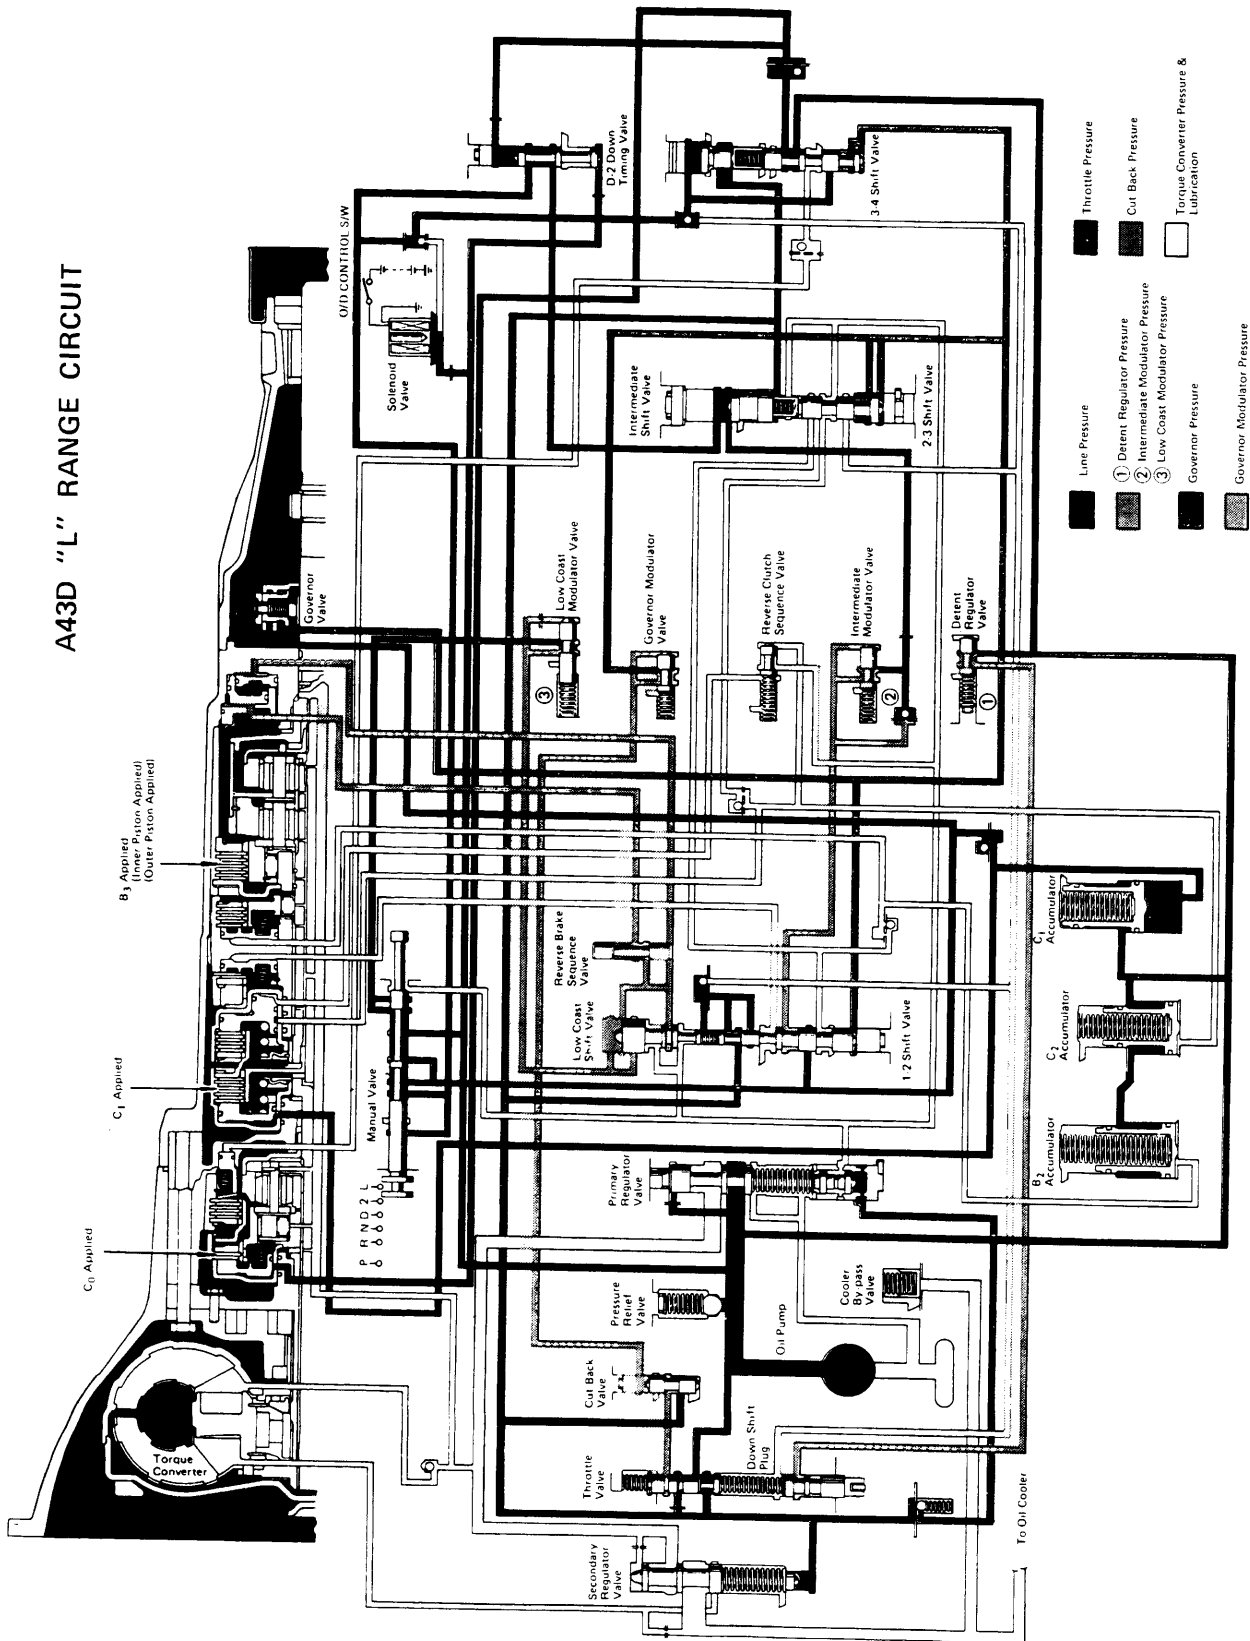 A43D "L" RANGE CIRCUIT
Torque
Converter
C0 Applied
C1 Applied
B3 Applied
(Inner Piston Applied)
(Outer Piston Applied)
Governor
Valve
O/D CONTROL S/W
Solenoid
Valve
D-2 Down
Timing Valve
P R N D 2 L
Manual Valve
Low Coast
Modulator Valve
③
Governor Modulator
Valve
Intermediate
Shift Valve
2-3 Shift Valve
3-4 Shift Valve
Reverse Brake
Sequence
Valve
Low Coast
Shift Valve
1-2 Shift Valve
Reverse Clutch
Sequence Valve
Intermediate
Modulator Valve
②
Detent
Regulator
Valve
①
Secondary
Regulator
Valve
Throttle
Valve
Down Shift
Plug
Cut Back
Valve
Pressure
Relief
Valve
Primary
Regulator
Valve
Oil Pump
Cooler
By-pass
Valve
To Oil Cooler
B2
Accumulator
C2
Accumulator
C1
Accumulator
Line Pressure
① Detent Regulator Pressure
② Intermediate Modulator Pressure
③ Low Coast Modulator Pressure
Governor Pressure
Governor Modulator Pressure
Throttle Pressure
Cut Back Pressure
Torque Converter Pressure &
Lubrication